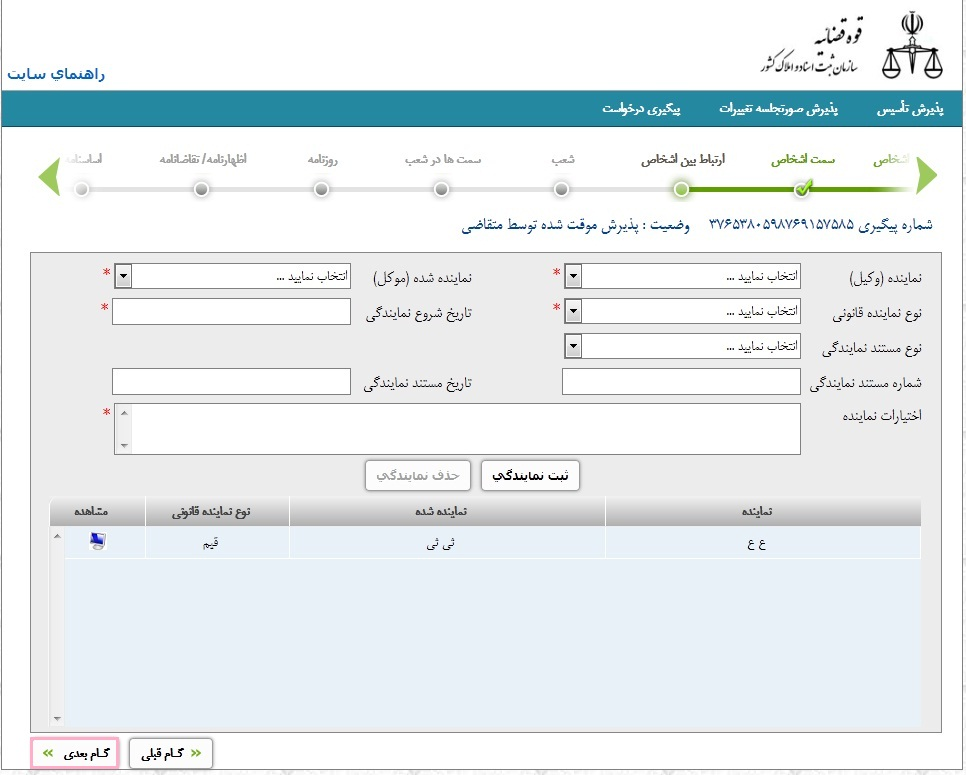 قوه قضائیه
سازمان ثبت اسناد و املاک کشور
راهنماي سایت
پذیرش تأسیس پذیرش صورتجلسه تغییرات پیگیری درخواست
اشخاص سمت اشخاص ارتباط بین اشخاص شعب سمت ها در شعب روزنامه اظهارنامه/ تقاضانامه اساسنامه
شماره پیگیری ۳۷۶۵۳۸۰۵۹۸۷۶۹۱۵۷۵۸۵ وضعیت : پذیرش موقت شده توسط متقاضی
نماینده (وکیل) انتخاب نمایید ... * نماینده شده (موکل) انتخاب نمایید ... *
نوع نماینده قانونی انتخاب نمایید ... * تاریخ شروع نمایندگی *
نوع مستند نمایندگی انتخاب نمایید ...
شماره مستند نمایندگی تاریخ مستند نمایندگی
اختیارات نماینده *
ثبت نمایندگي حذف نمایندگي
نماینده نماینده شده نوع نماینده قانونی مشاهده
ع ع ثی ثی قیم
گام قبلی گام بعدی